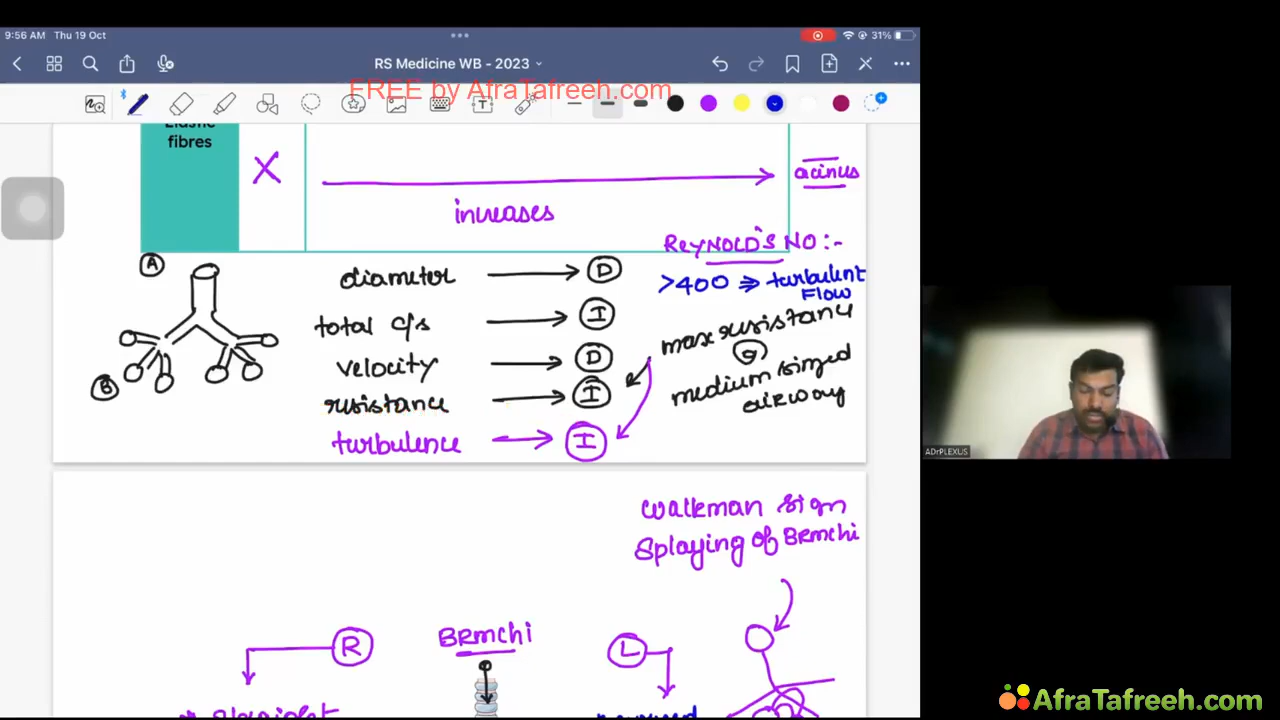 9:56 AM Thu 19 Oct
31%
RS Medicine WB - 2023
FREE by AfraTafreeh.com
Elastic
fibres
X
increases
acinus
REYNOLD'S NO :-
>400 ⇒ turbulent
Flow
A
diameter → D
total c/s → I
velocity → D
resistance → I
turbulence → I
B
max resistance
@
medium sized
airway
ADrPLEXUS
Walkman sign
Splaying of Bronchi
R
Bronchi
L
AfraTafreeh.com